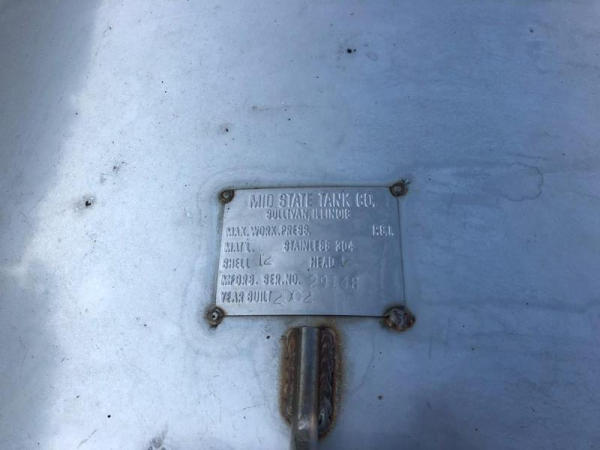 MID STATE TANK CO.
SULLIVAN, ILLINOIS
MAX. WORK. PRESS. P.S.I.
MAT'L. STAINLESS 304
SHELL 12 HEAD
MFGRS. SER. NO.
YEAR BUILT